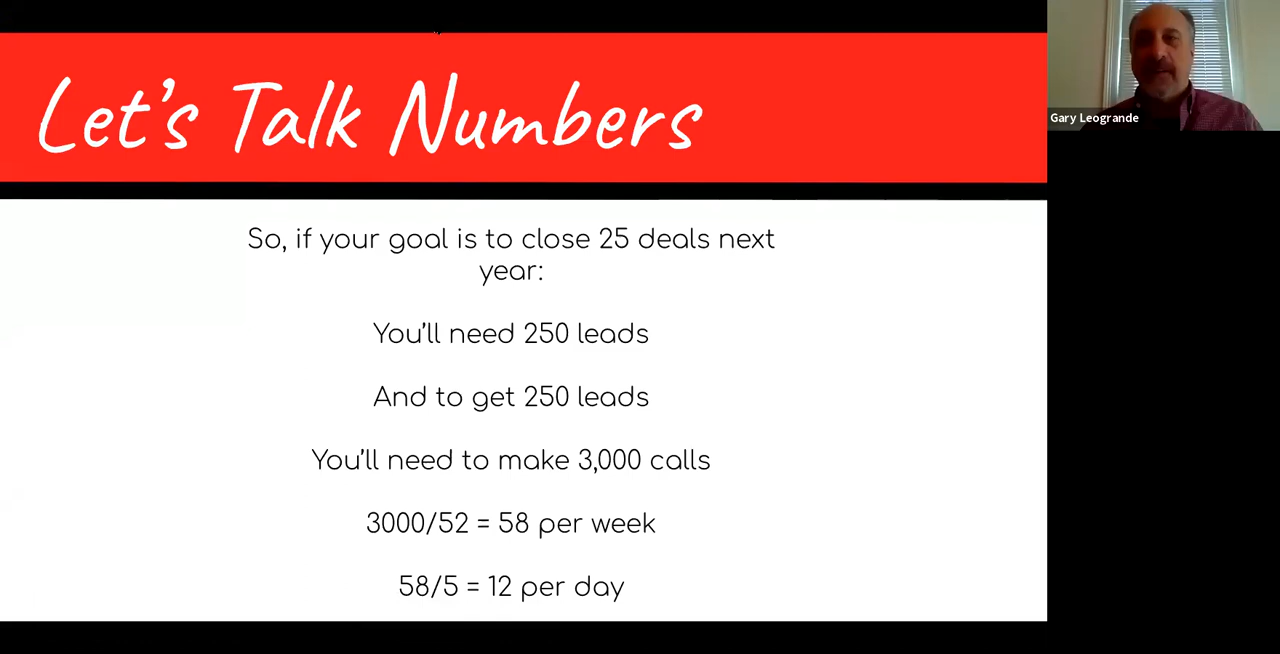 Let's Talk Numbers
Gary Leogrande
So, if your goal is to close 25 deals next
year:
You'll need 250 leads
And to get 250 leads
You'll need to make 3,000 calls
3000/52 = 58 per week
58/5 = 12 per day